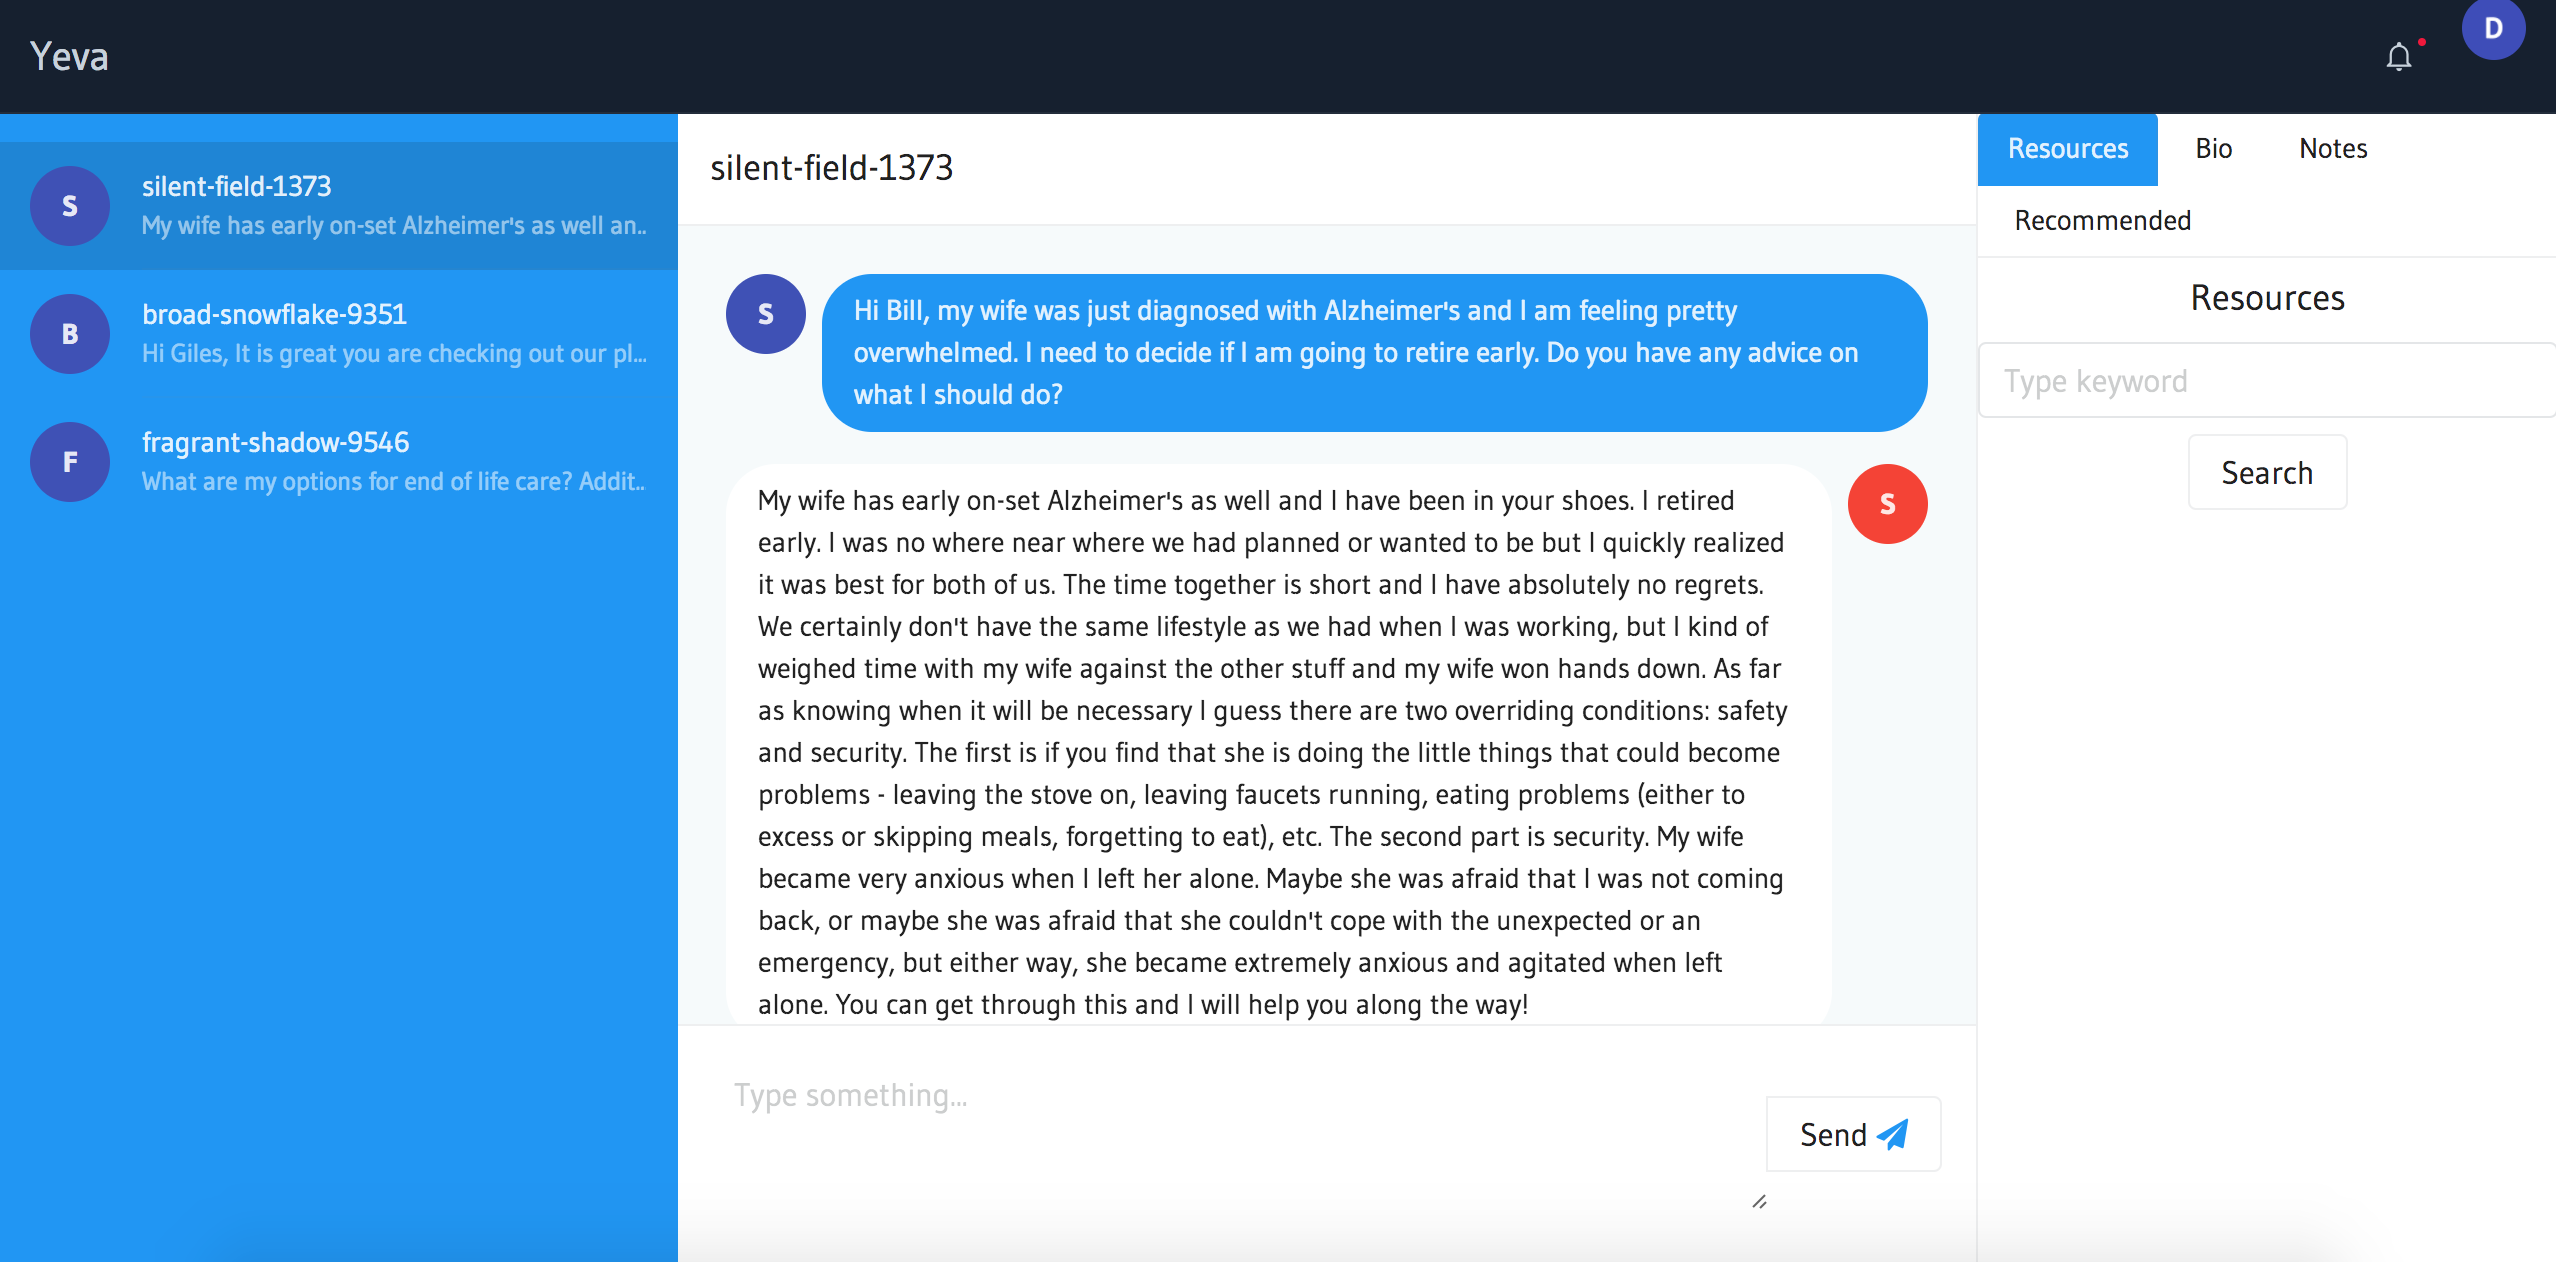 Yeva
D
S
silent-field-1373
My wife has early on-set Alzheimer's as well an..
B
broad-snowflake-9351
Hi Giles, It is great you are checking out our pl...
F
fragrant-shadow-9546
What are my options for end of life care? Addit..
silent-field-1373
S
Hi Bill, my wife was just diagnosed with Alzheimer's and I am feeling pretty
overwhelmed. I need to decide if I am going to retire early. Do you have any advice on
what I should do?
S
My wife has early on-set Alzheimer's as well and I have been in your shoes. I retired
early. I was no where near where we had planned or wanted to be but I quickly realized
it was best for both of us. The time together is short and I have absolutely no regrets.
We certainly don't have the same lifestyle as we had when I was working, but I kind of
weighed time with my wife against the other stuff and my wife won hands down. As far
as knowing when it will be necessary I guess there are two overriding conditions: safety
and security. The first is if you find that she is doing the little things that could become
problems - leaving the stove on, leaving faucets running, eating problems (either to
excess or skipping meals, forgetting to eat), etc. The second part is security. My wife
became very anxious when I left her alone. Maybe she was afraid that I was not coming
back, or maybe she was afraid that she couldn't cope with the unexpected or an
emergency, but either way, she became extremely anxious and agitated when left
alone. You can get through this and I will help you along the way!
Type something...
Send
Resources
Bio
Notes
Recommended
Resources
Type keyword
Search